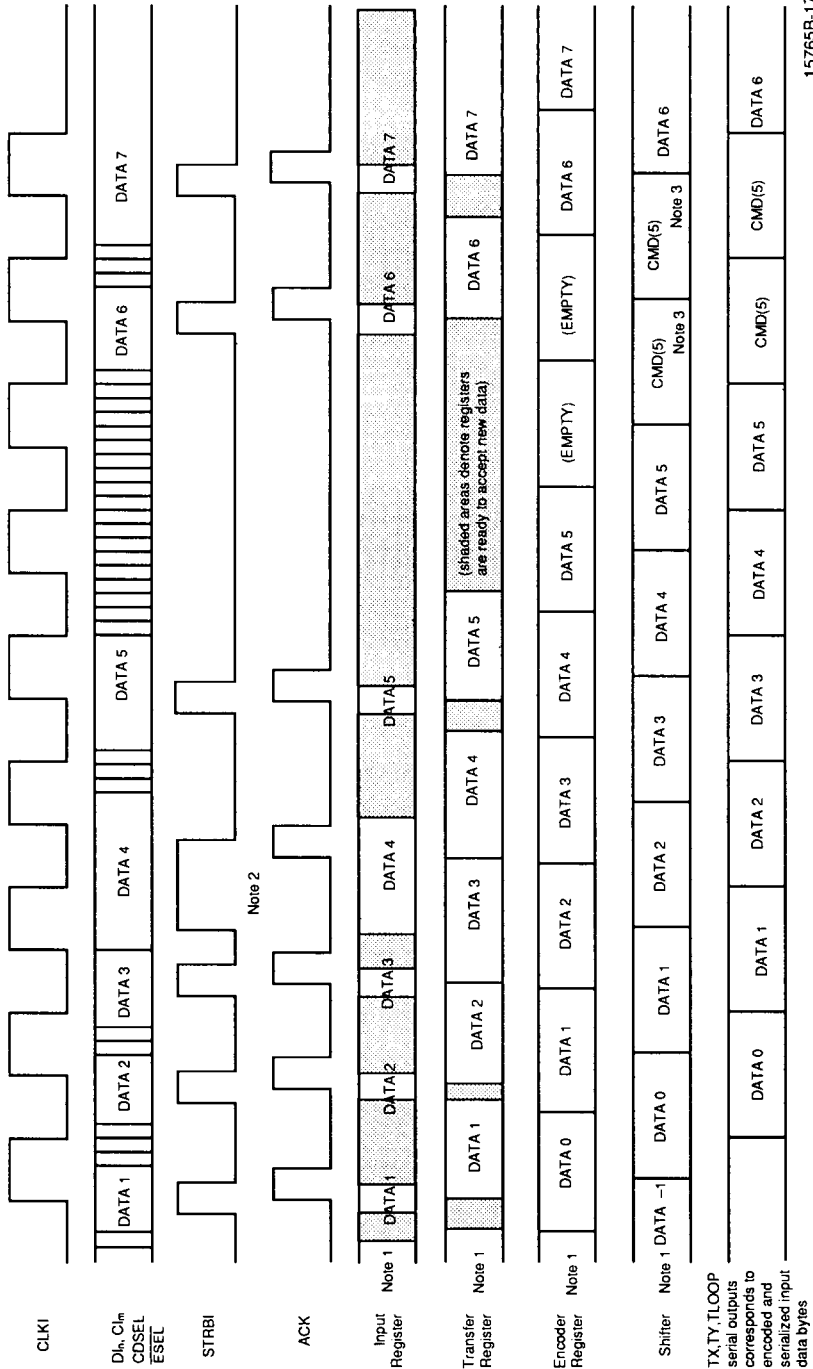 CLKI
DIn, CIm
CDSEL
ESEL
DATA 1
DATA 2
DATA 3
DATA 4
DATA 5
DATA 6
DATA 7
STRBI
Note 2
ACK
Input
Register
Note 1
DATA 1
DATA 2
DATA 3
DATA 4
DATA 5
DATA 6
DATA 7
Transfer
Register
Note 1
DATA 1
DATA 2
DATA 3
DATA 4
DATA 5
(shaded areas denote registers
are ready to accept new data)
DATA 6
DATA 7
Encoder
Register
Note 1
DATA 0
DATA 1
DATA 2
DATA 3
DATA 4
DATA 5
(EMPTY)
(EMPTY)
DATA 6
DATA 7
Shifter
Note 1
DATA –1
DATA 0
DATA 1
DATA 2
DATA 3
DATA 4
DATA 5
CMD(5)
Note 3
CMD(5)
Note 3
DATA 6
TX,TY,TLOOP
serial outputs
corresponds to
encoded and
serialized input
data bytes
DATA 0
DATA 1
DATA 2
DATA 3
DATA 4
DATA 5
CMD(5)
CMD(5)
DATA 6